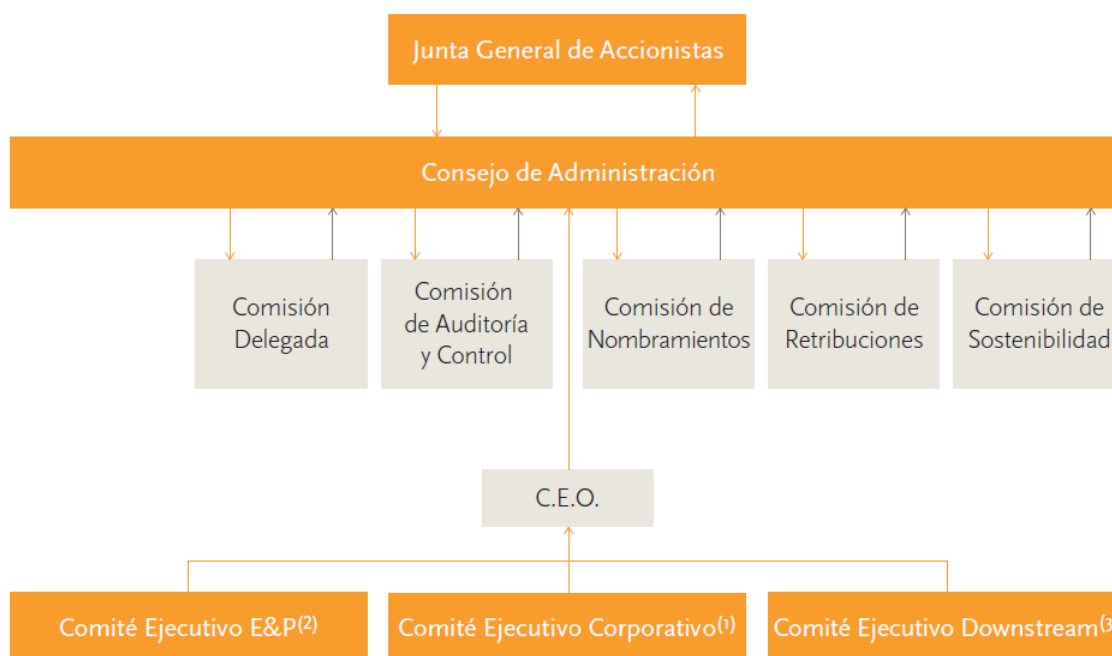 Junta General de Accionistas
Consejo de Administración
Comisión
Delegada
Comisión
de Auditoría
y Control
Comisión de
Nombramientos
Comisión de
Retribuciones
Comisión de
Sostenibilidad
C.E.O.
Comité Ejecutivo E&P(2)
Comité Ejecutivo Corporativo(1)
Comité Ejecutivo Downstream(3